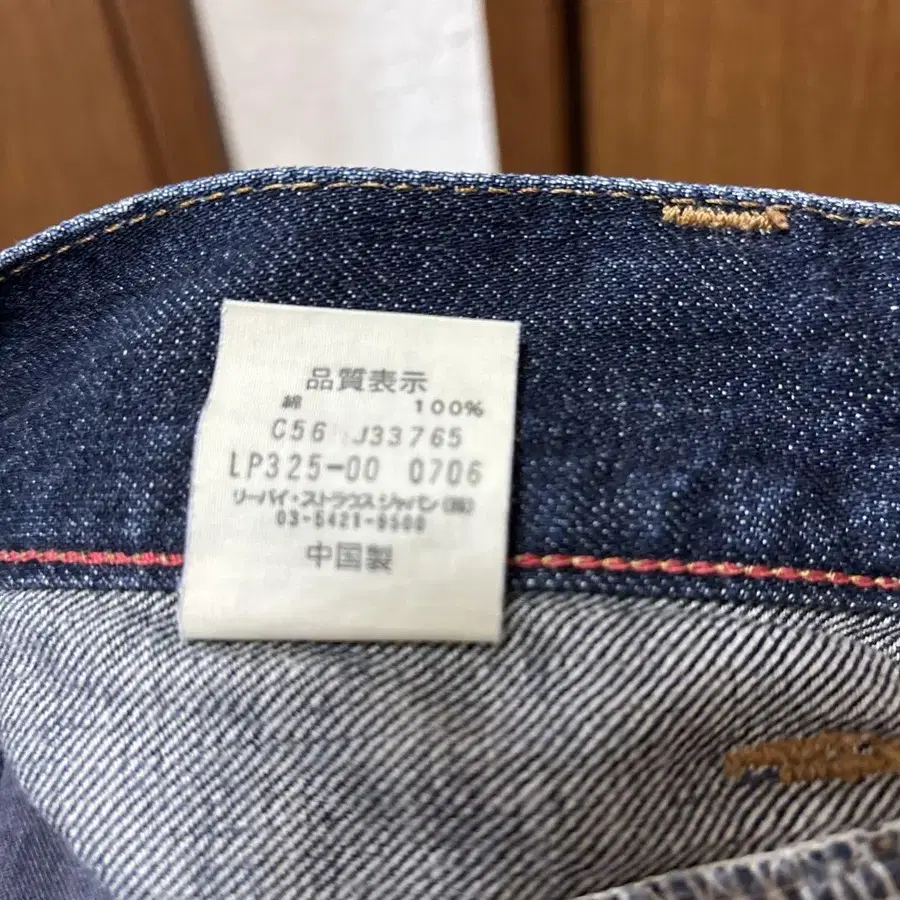 品質表示
綿 100%
C56 J33765
LP325-00 0706
リーバイ・ストラウス ジャパン(株)
03-5421-8500
中国製